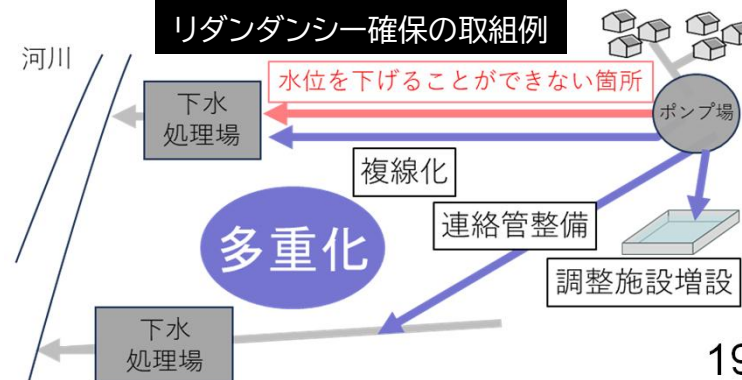 リダンダンシー確保の取組例
河川
水位を下げることができない箇所
下水
処理場
ポンプ場
複線化
連絡管整備
多重化
調整施設増設
下水
処理場
19